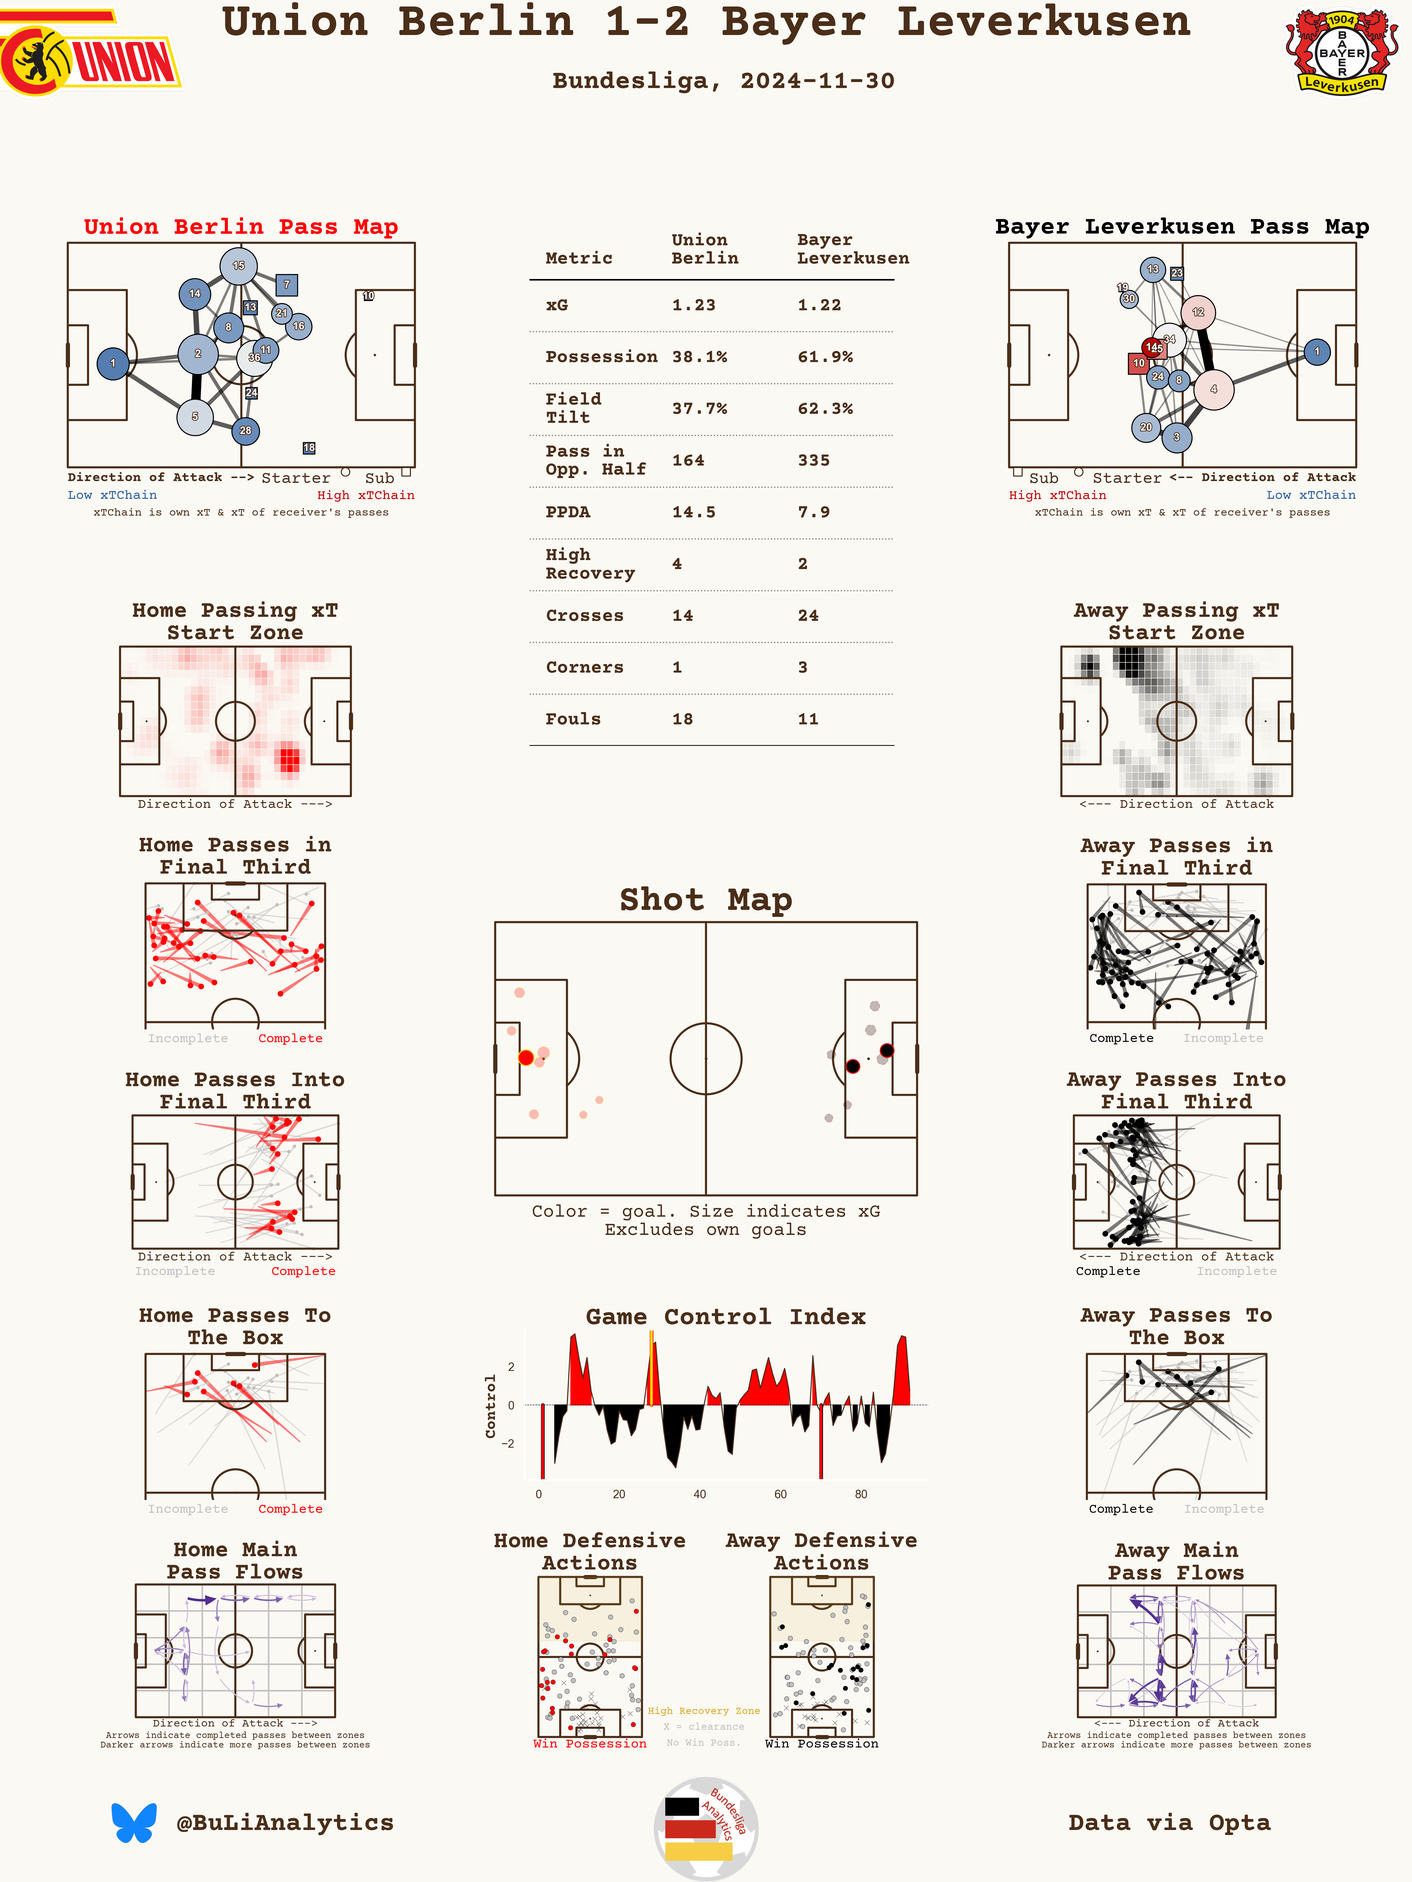 Union Berlin 1-2 Bayer Leverkusen
Bundesliga, 2024-11-30
UNION
1904
BAYER
BAYER
Leverkusen
Union Berlin Pass Map
15
14
7
13
21
16
8
11
36
2
1
24
5
28
18
10
Direction of Attack --> Starter Sub
Low xTChain High xTChain
xTChain is own xT & xT of receiver's passes
Metric Union Berlin Bayer Leverkusen
xG 1.23 1.22
Possession 38.1% 61.9%
Field Tilt 37.7% 62.3%
Pass in Opp. Half 164 335
PPDA 14.5 7.9
High Recovery 4 2
Crosses 14 24
Corners 1 3
Fouls 18 11
Bayer Leverkusen Pass Map
13
23
19
30
12
34
14
10
24
8
4
1
20
3
Sub Starter <-- Direction of Attack
High xTChain Low xTChain
xTChain is own xT & xT of receiver's passes
Home Passing xT
Start Zone
Direction of Attack --->
Away Passing xT
Start Zone
<--- Direction of Attack
Home Passes in
Final Third
Incomplete Complete
Away Passes in
Final Third
Complete Incomplete
Shot Map
Color = goal. Size indicates xG
Excludes own goals
Home Passes Into
Final Third
Direction of Attack --->
Incomplete Complete
Away Passes Into
Final Third
<--- Direction of Attack
Complete Incomplete
Home Passes To
The Box
Incomplete Complete
Game Control Index
Control
2
0
−2
0 20 40 60 80
Away Passes To
The Box
Complete Incomplete
Home Main
Pass Flows
Direction of Attack --->
Arrows indicate completed passes between zones
Darker arrows indicate more passes between zones
Home Defensive
Actions
Win Possession
High Recovery Zone
X = clearance
No Win Poss.
Away Defensive
Actions
Win Possession
Away Main
Pass Flows
<--- Direction of Attack
Arrows indicate completed passes between zones
Darker arrows indicate more passes between zones
@BuLiAnalytics
Bundesliga
Analytics
Data via Opta